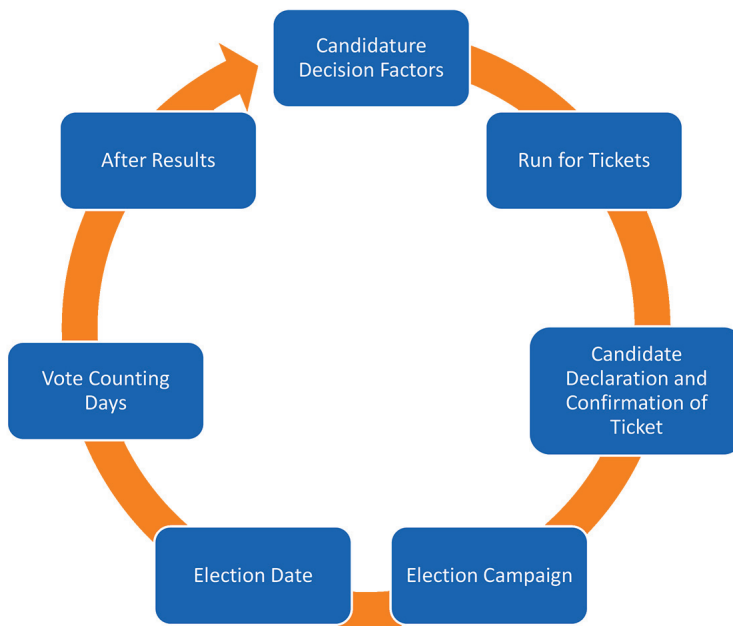 Candidature
Decision Factors
Run for Tickets
Candidate
Declaration and
Confirmation of
Ticket
Election Campaign
Election Date
Vote Counting
Days
After Results